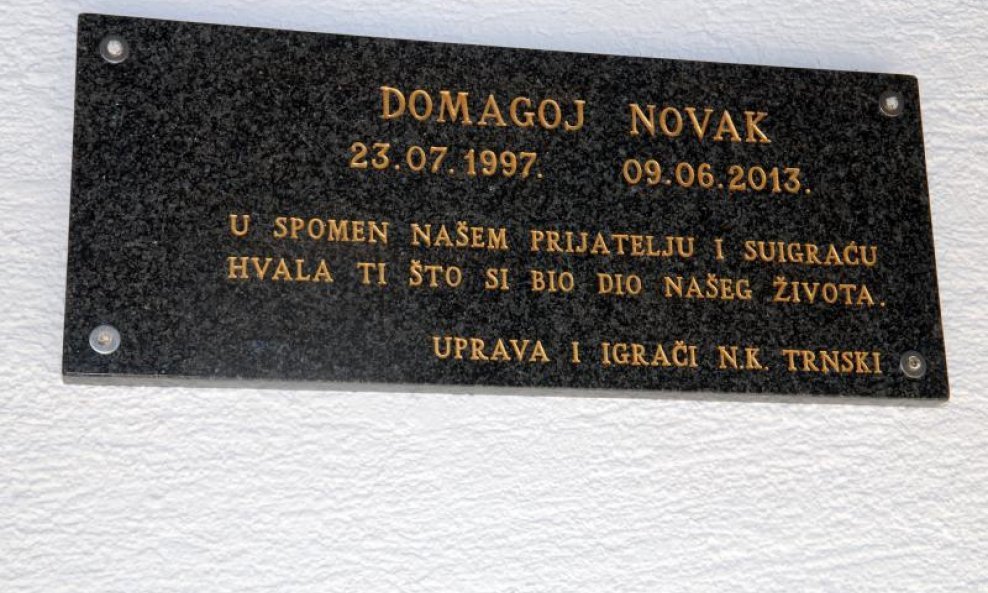 DOMAGOJ NOVAK
23.07.1997. 09.06.2013.
U SPOMEN NAŠEM PRIJATELJU I SUIGRAČU
HVALA TI ŠTO SI BIO DIO NAŠEG ŽIVOTA.
UPRAVA I IGRAČI N.K. TRNSKI